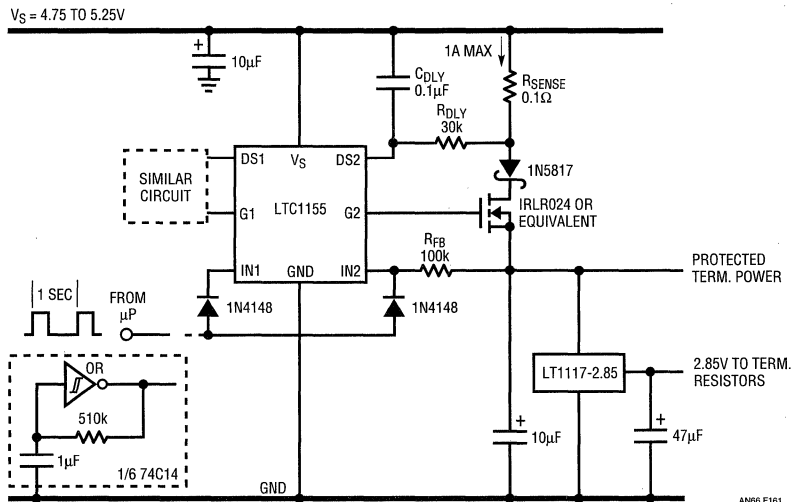 V_S = 4.75 TO 5.25V
+
10µF
1A MAX
C_DLY
0.1µF
R_SENSE
0.1Ω
R_DLY
30k
DS1
V_S
DS2
1N5817
SIMILAR
CIRCUIT
LTC1155
G1
G2
IRLR024 OR
EQUIVALENT
R_FB
100k
IN1
GND
IN2
PROTECTED
TERM. POWER
1 SEC
FROM
µP
1N4148
1N4148
OR
LT1117-2.85
2.85V TO TERM.
RESISTORS
510k
+
10µF
+
47µF
1µF
1/6 74C14
GND
AN66 F161